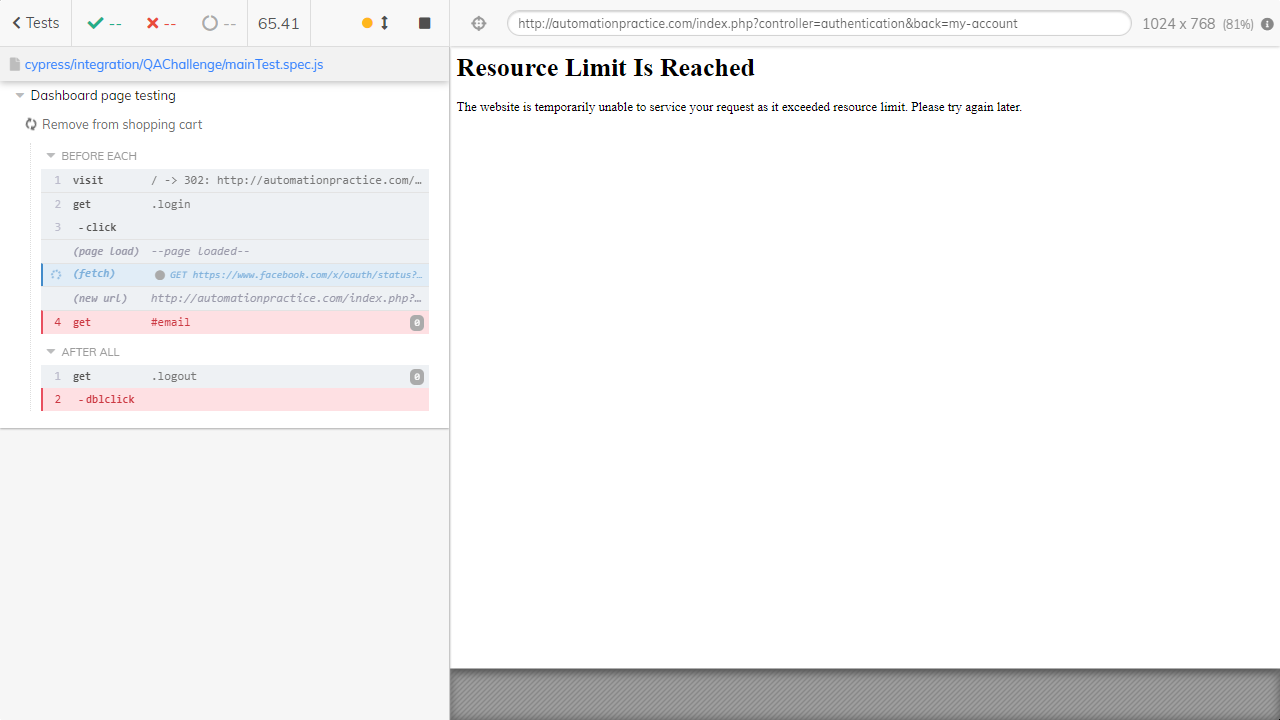 Tests
--
--
--
65.41
http://automationpractice.com/index.php?controller=authentication&back=my-account
1024 x 768 (81%)
cypress/integration/QAChallenge/mainTest.spec.js
Dashboard page testing
Remove from shopping cart
BEFORE EACH
1 visit / -> 302: http://automationpractice.com/…
2 get .login
3 -click
(page load) --page loaded--
(fetch) GET https://www.facebook.com/x/oauth/status?…
(new url) http://automationpractice.com/index.php?…
4 get #email 0
AFTER ALL
1 get .logout 0
2 -dblclick
Resource Limit Is Reached
The website is temporarily unable to service your request as it exceeded resource limit. Please try again later.